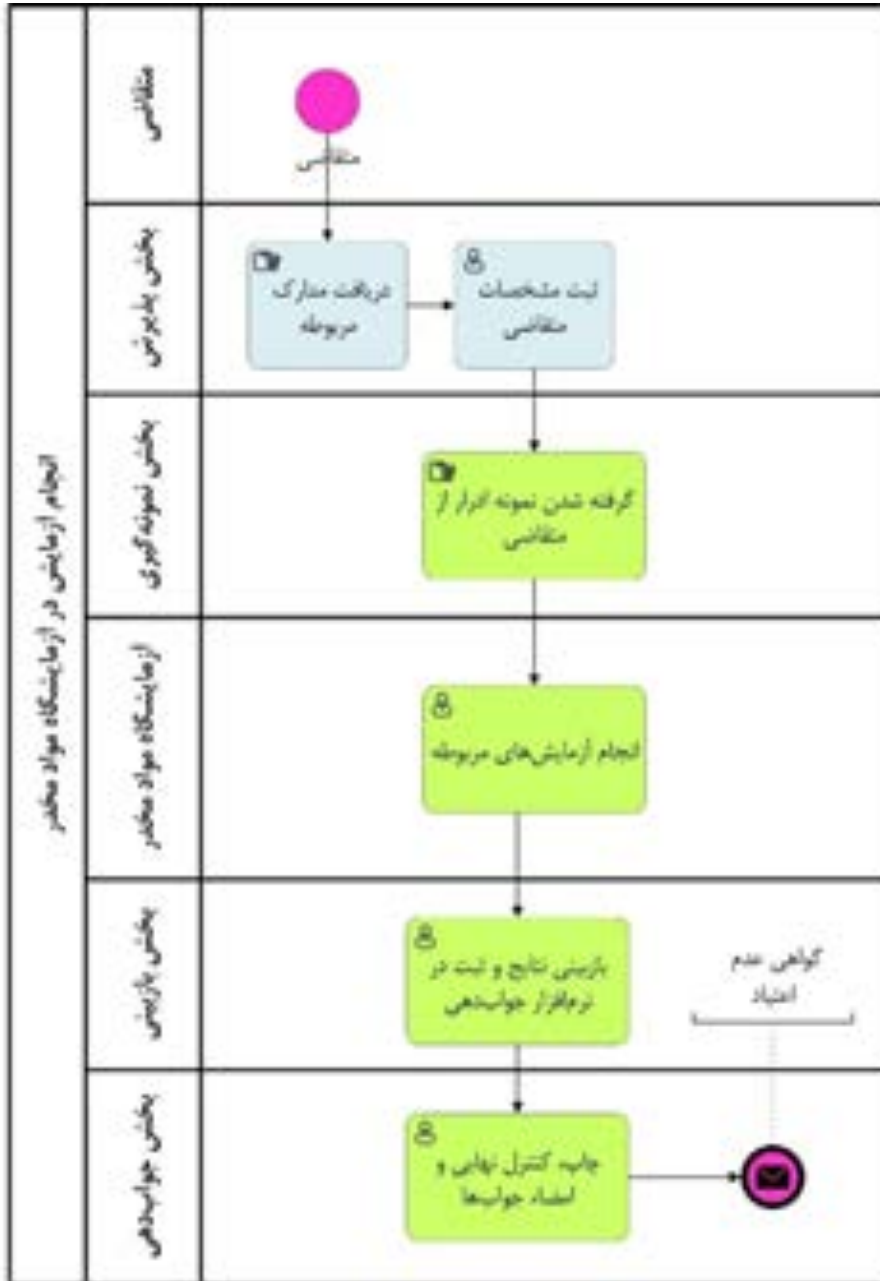 انجام آزمایش در آزمایشگاه مواد مخدر
متقاضی
متقاضی
بخش پذیرش
دریافت مدارک
مربوطه
ثبت مشخصات
متقاضی
بخش نمونه‌گیری
گرفته شدن نمونه ادرار از
متقاضی
آزمایشگاه مواد مخدر
انجام آزمایش‌های مربوطه
بخش بازبینی
بازبینی نتایج و ثبت در
نرم‌افزار جواب‌دهی
گواهی عدم
اعتیاد
بخش جواب‌دهی
چاپ، کنترل نهایی و
امضاء جواب‌ها